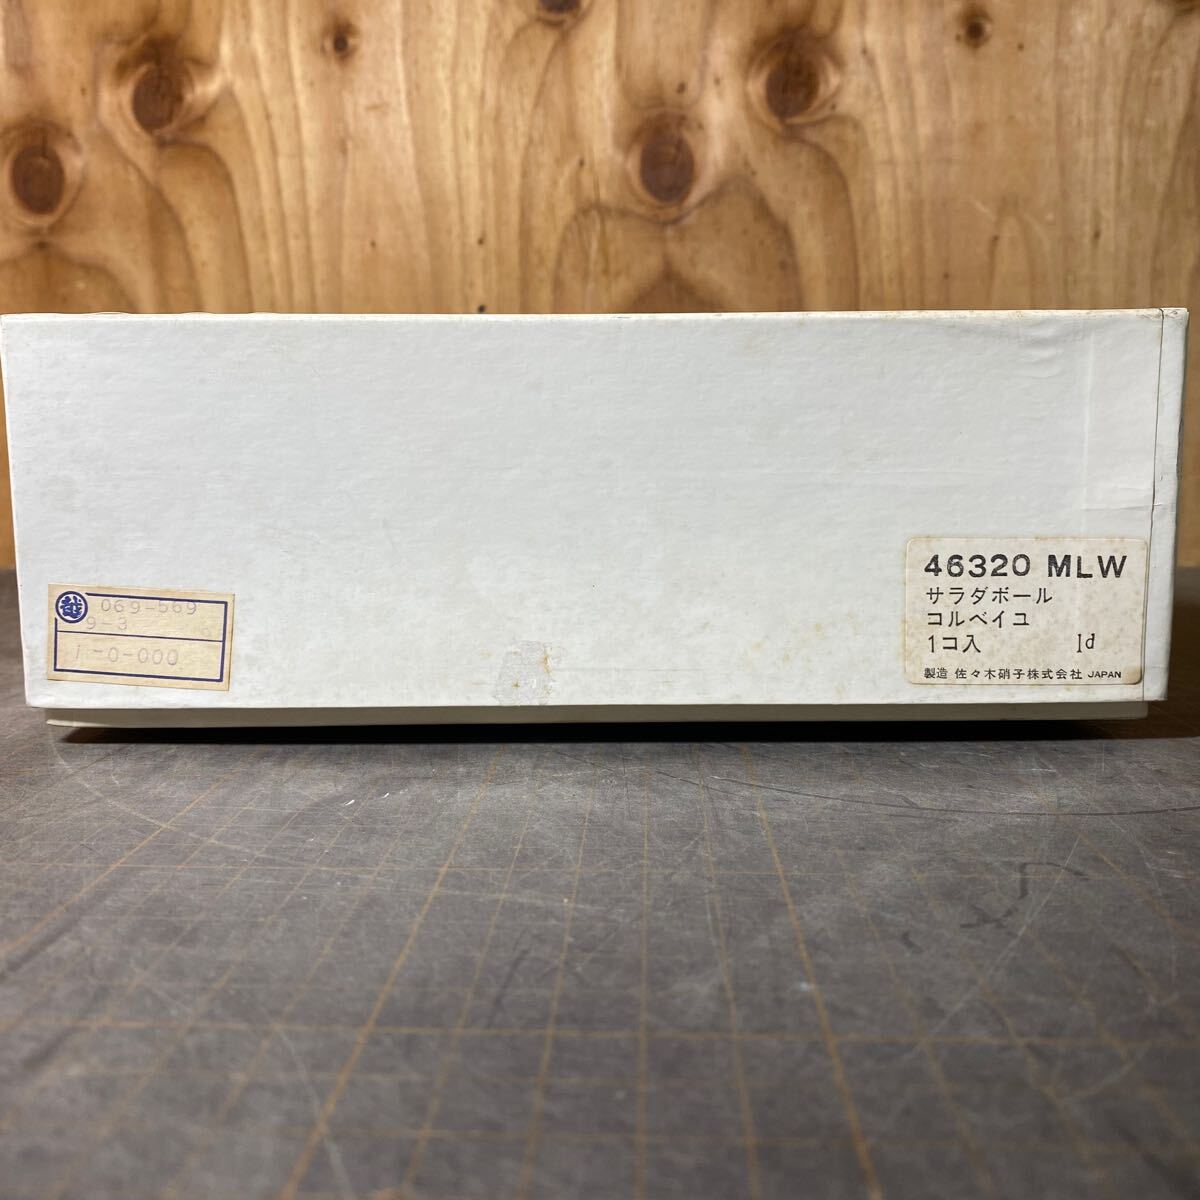 越 069-569
9-3
1-0-000
46320 MLW
サラダボール
コルベイユ
1コ入 1d
製造 佐々木硝子株式会社 JAPAN